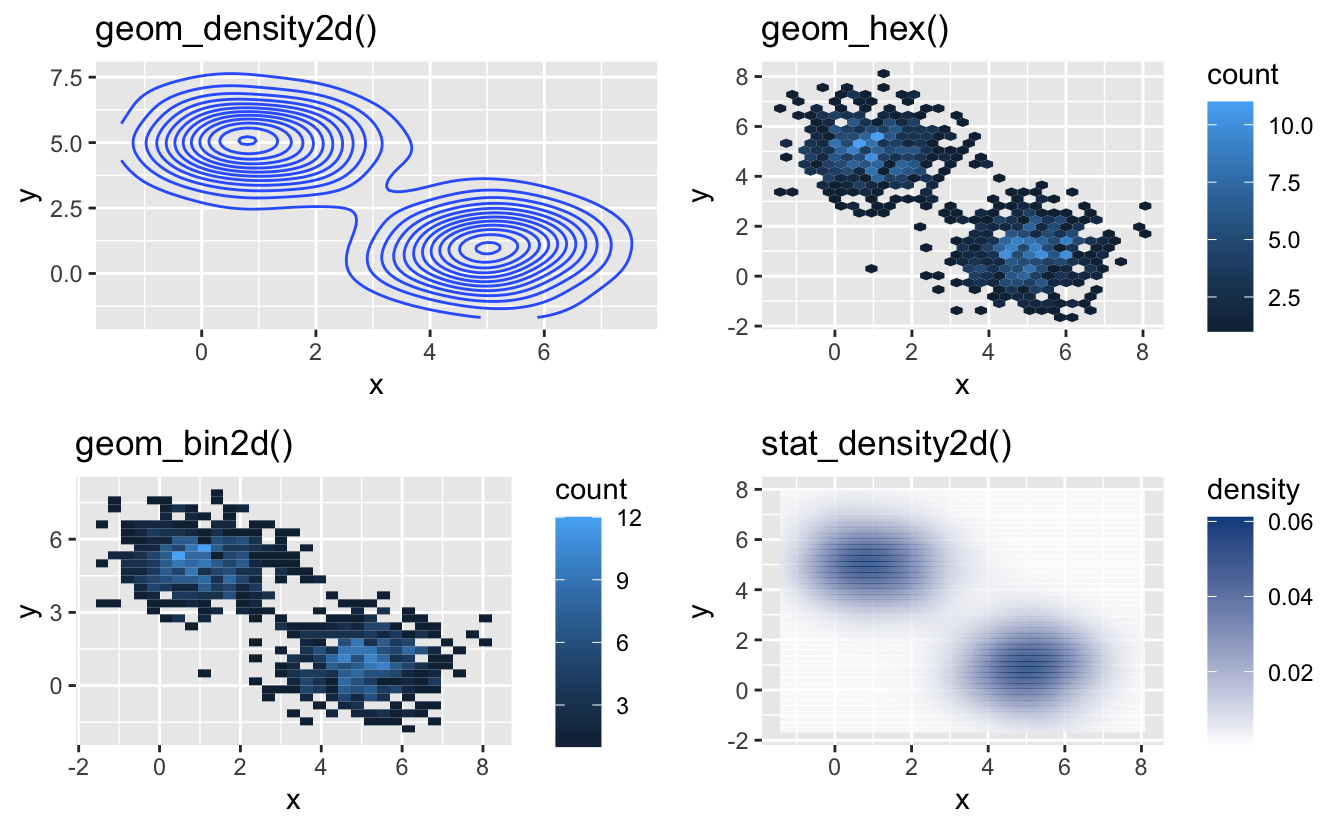 geom_density2d()
7.5
5.0
2.5
0.0
y
0 2 4 6
x
geom_hex()
8
6
4
2
0
-2
y
0 2 4 6 8
x
count
10.0
7.5
5.0
2.5
geom_bin2d()
6
3
0
y
-2 0 2 4 6 8
x
count
12
9
6
3
stat_density2d()
8
6
4
2
0
-2
y
0 2 4 6 8
x
density
0.06
0.04
0.02